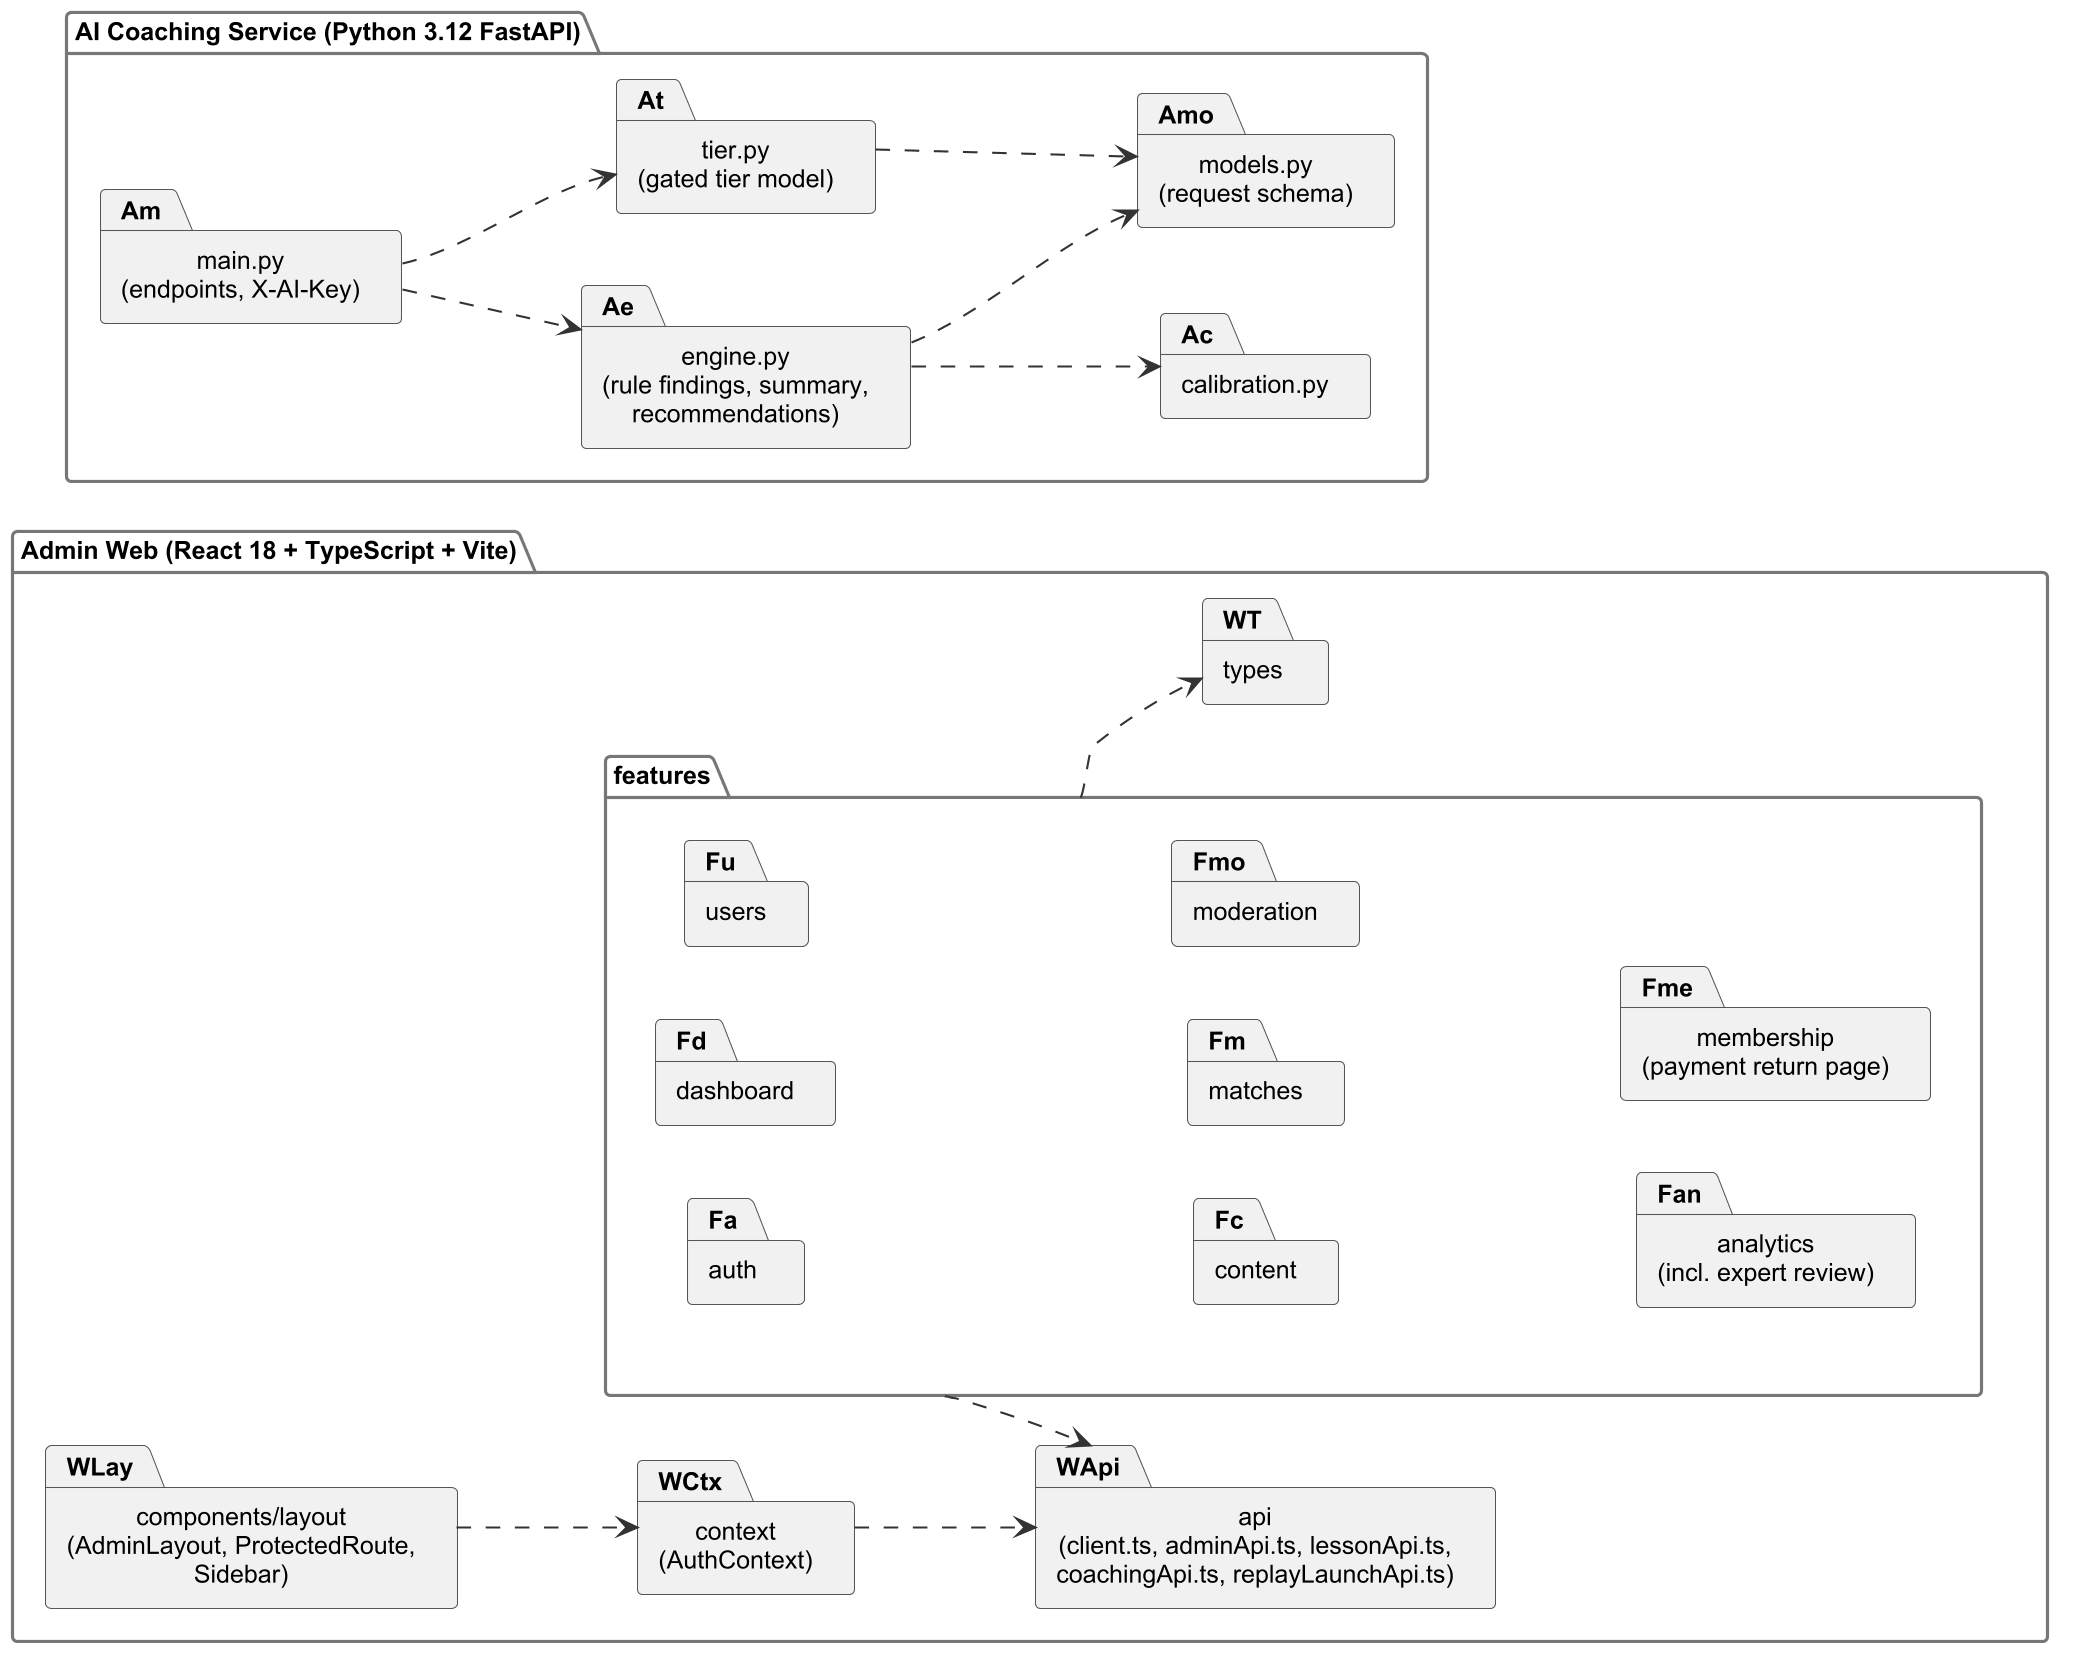 AI Coaching Service (Python 3.12 FastAPI)
At
tier.py
(gated tier model)
Amo
models.py
(request schema)
Am
main.py
(endpoints, X-AI-Key)
Ae
engine.py
(rule findings, summary,
recommendations)
Ac
calibration.py
Admin Web (React 18 + TypeScript + Vite)
WT
types
features
Fu
users
Fmo
moderation
Fme
membership
(payment return page)
Fd
dashboard
Fm
matches
Fan
analytics
(incl. expert review)
Fa
auth
Fc
content
WLay
components/layout
(AdminLayout, ProtectedRoute,
Sidebar)
WCtx
context
(AuthContext)
WApi
api
(client.ts, adminApi.ts, lessonApi.ts,
coachingApi.ts, replayLaunchApi.ts)